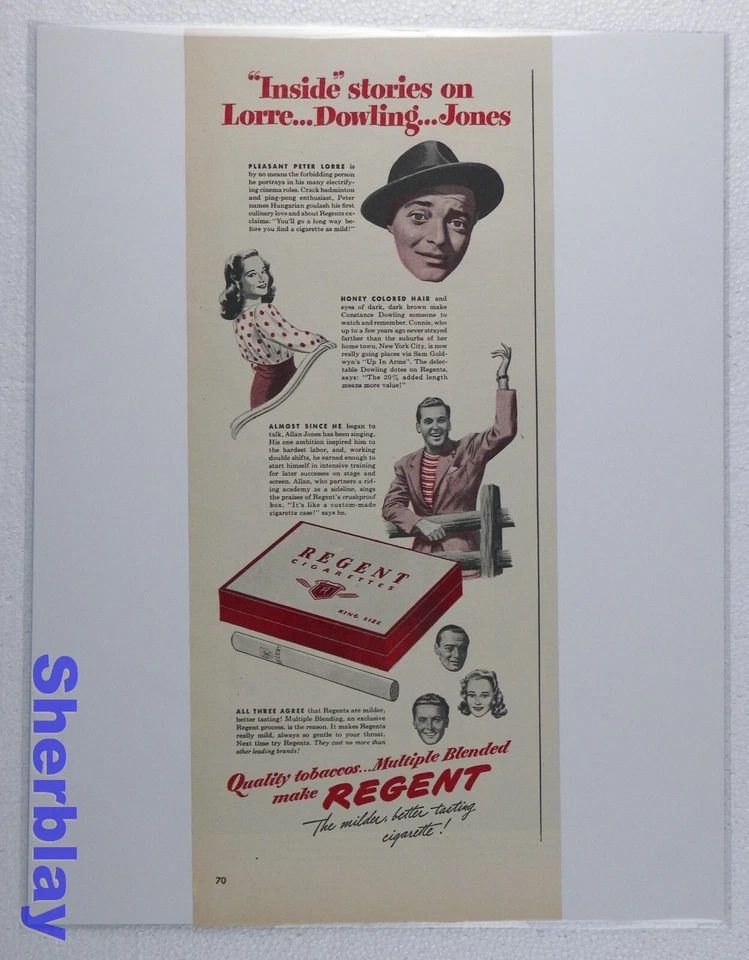 "Inside" stories on
Lorre...Dowling...Jones
PLEASANT PETER LORRE is
by no means the forbidding person
he portrays in his many electrify-
ing cinema roles. Crack badminton
and ping-pong enthusiast, Peter
names Hungarian goulash his first
culinary love and about Regents ex-
claims: "You'll go a long way be-
fore you find a cigarette as mild!"
HONEY COLORED HAIR and
eyes of dark, dark brown make
Constance Dowling someone to
watch and remember. Connie, who
up to a few years ago never strayed
farther than the suburbs of her
home town, New York City, is now
really going places via Sam Gold-
wyn's "Up In Arms". The delec-
table Dowling dotes on Regents,
says: "The 20% added length
means more value!"
ALMOST SINCE HE began to
talk, Allan Jones has been singing.
His one ambition inspired him to
the hardest labor, and, working
double shifts, he earned enough to
start himself in intensive training
for later successes on stage and
screen. Allan, who partners a rid-
ing academy as a sideline, sings
the praises of Regent's crushproof
box. "It's like a custom-made
cigarette case!" says he.
REGENT
CIGARETTES
KING SIZE
ALL THREE AGREE that Regents are milder,
better tasting! Multiple Blending, an exclusive
Regent process, is the reason. It makes Regents
really mild, always so gentle to your throat.
Next time try Regents. They cost no more than
other leading brands!
Quality tobaccos...Multiple Blended
make REGENT
The milder, better tasting
cigarette!
70
Sherblay